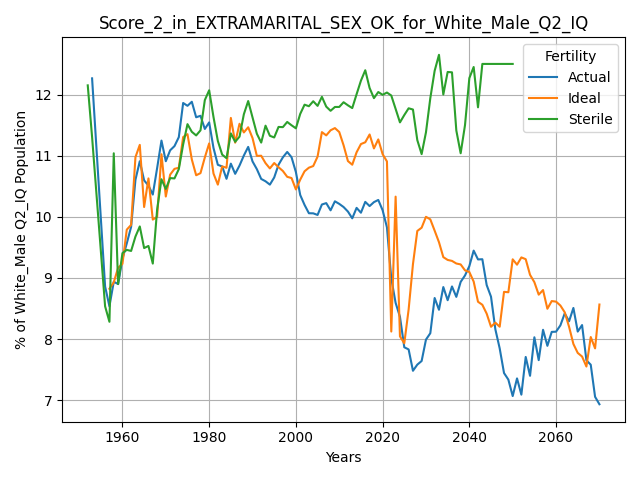 Score_2_in_EXTRAMARITAL_SEX_OK_for_White_Male_Q2_IQ
Fertility
Actual
Ideal
Sterile
% of White_Male Q2_IQ Population
12
11
10
9
8
7
1960
1980
2000
2020
2040
2060
Years